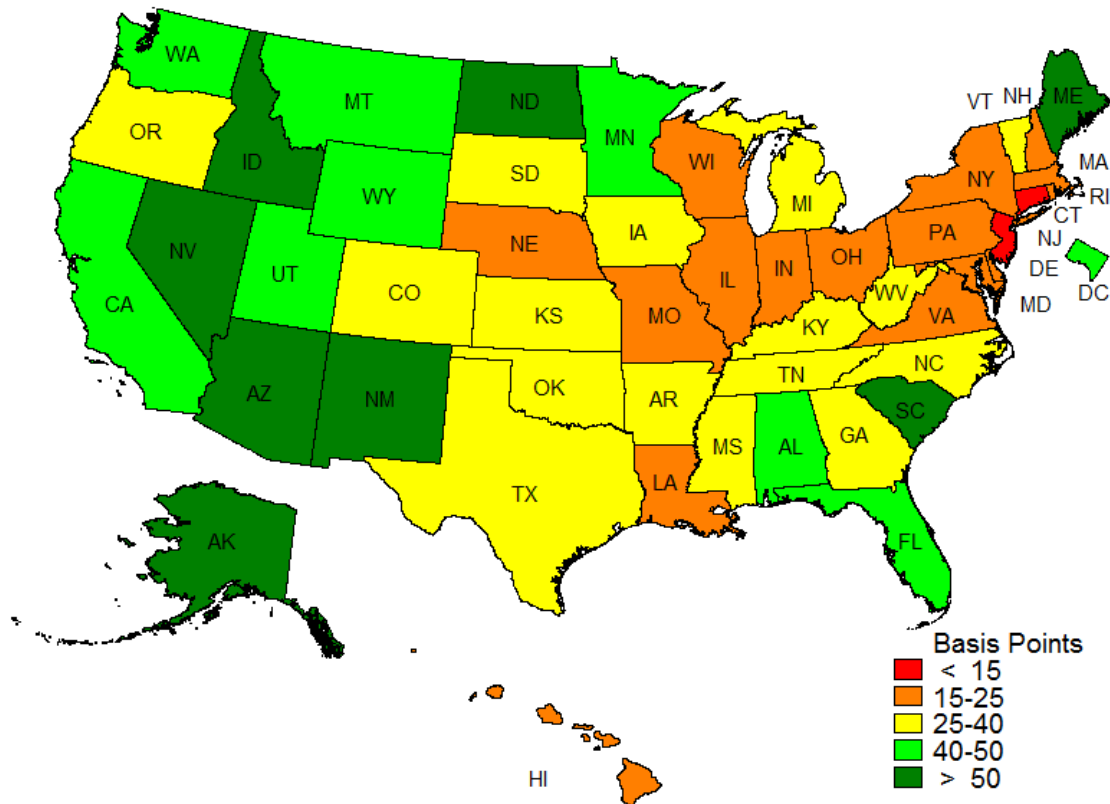 WA
MT
ND
MN
VT NH
ME
OR
ID
WY
SD
WI
MI
NY
MA
RI
CT
NV
UT
CO
NE
IA
IL
IN
OH
PA
NJ
DE
DC
MD
CA
KS
MO
KY
WV
VA
AZ
NM
OK
AR
TN
NC
SC
TX
LA
MS
AL
GA
FL
AK
HI
Basis Points
< 15
15-25
25-40
40-50
> 50